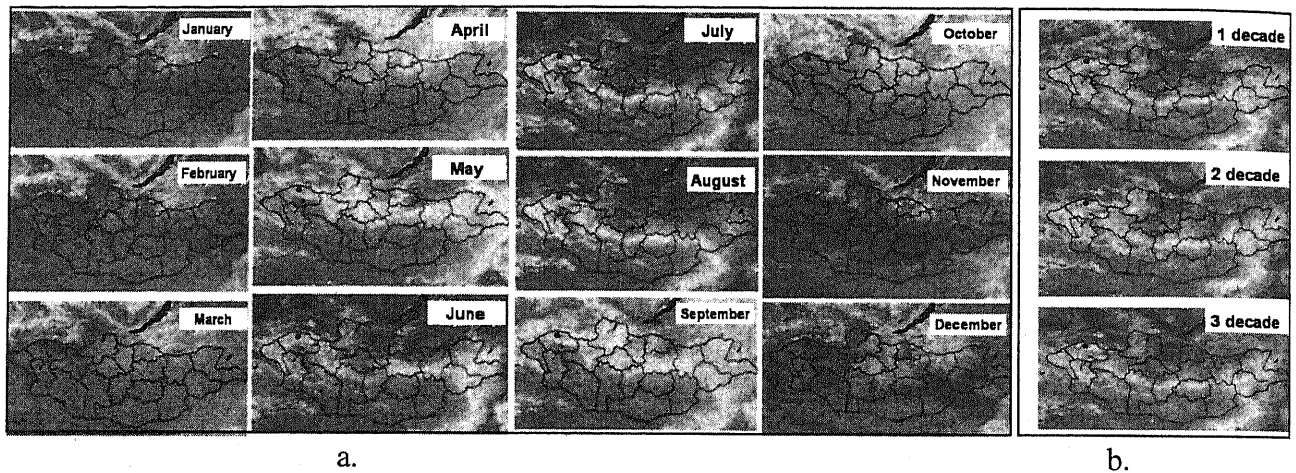 January
April
July
October
1 decade
February
May
August
November
2 decade
March
June
September
December
3 decade
a.
b.